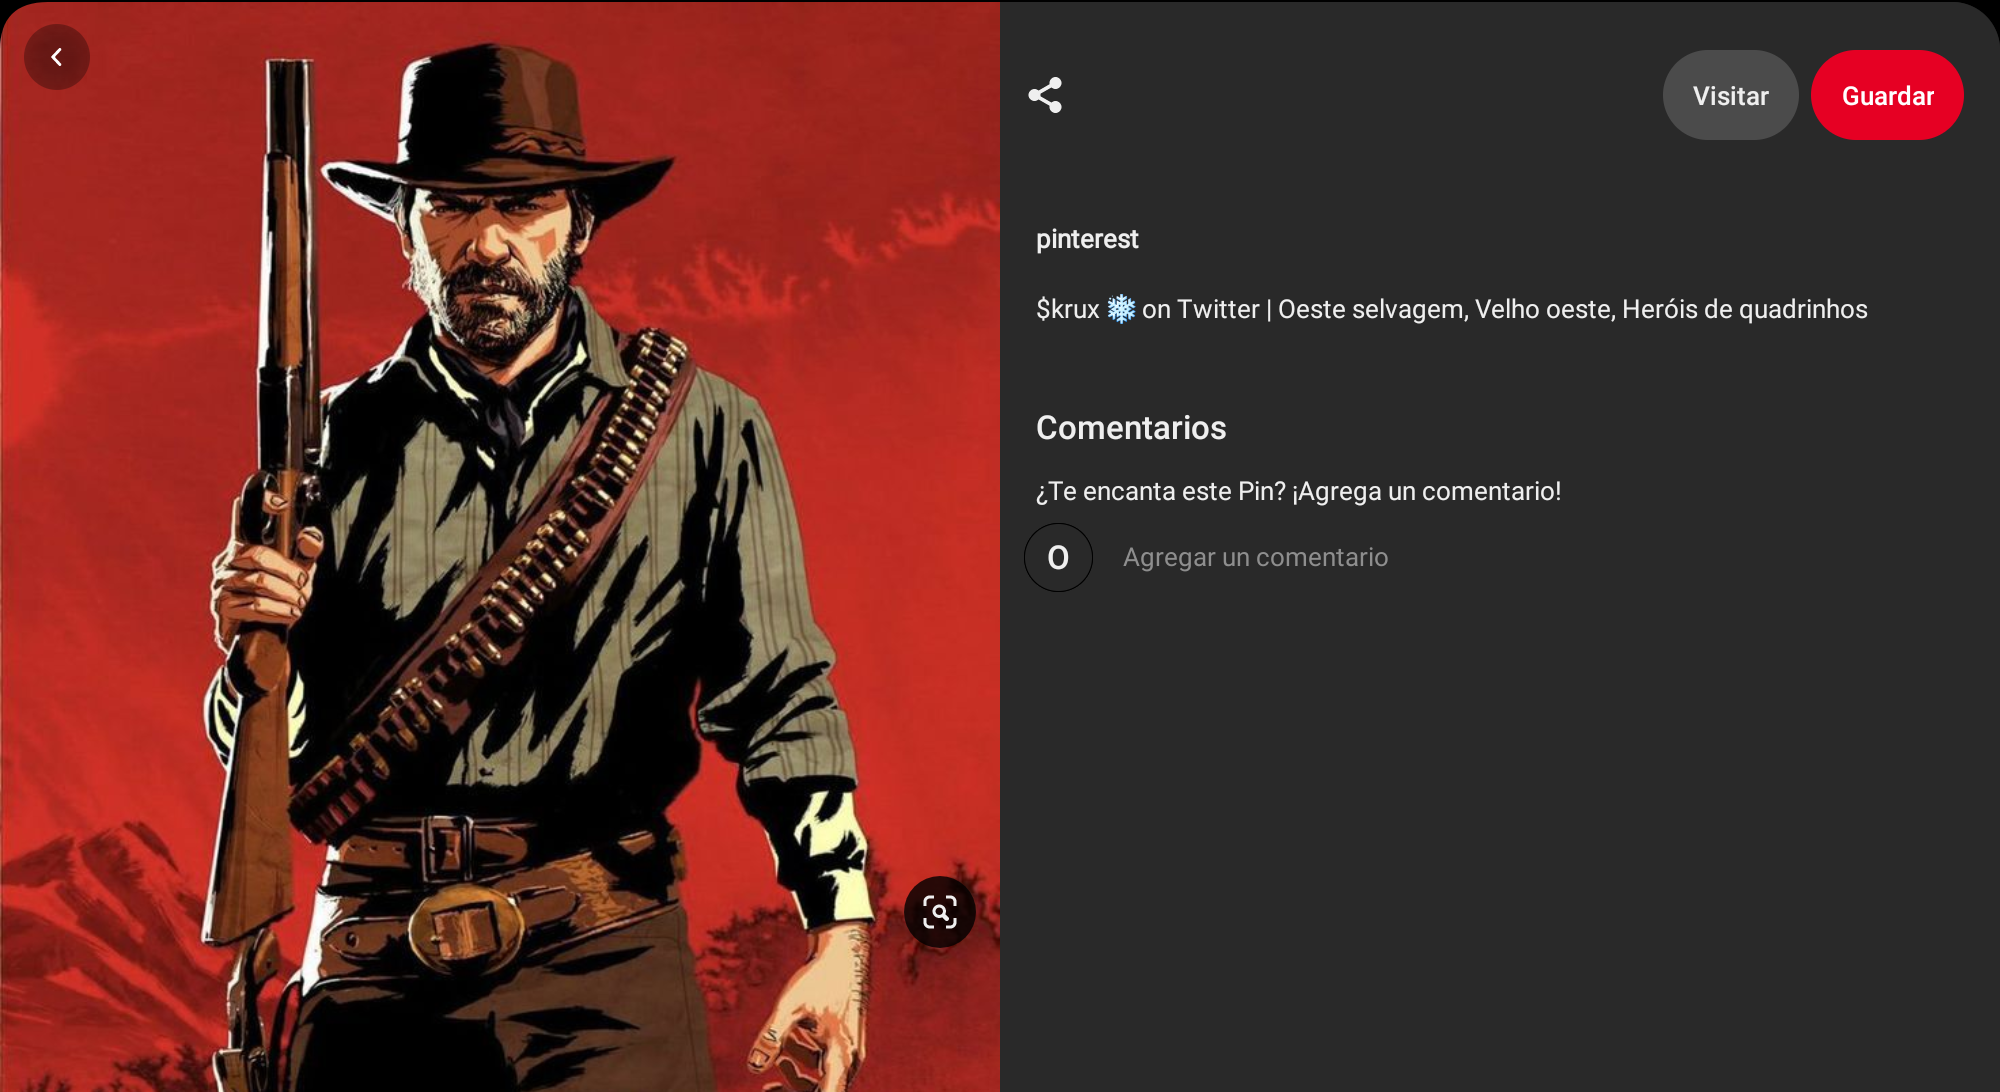 Visitar
Guardar
pinterest
$krux ❄️ on Twitter | Oeste selvagem, Velho oeste, Heróis de quadrinhos
Comentarios
¿Te encanta este Pin? ¡Agrega un comentario!
O
Agregar un comentario